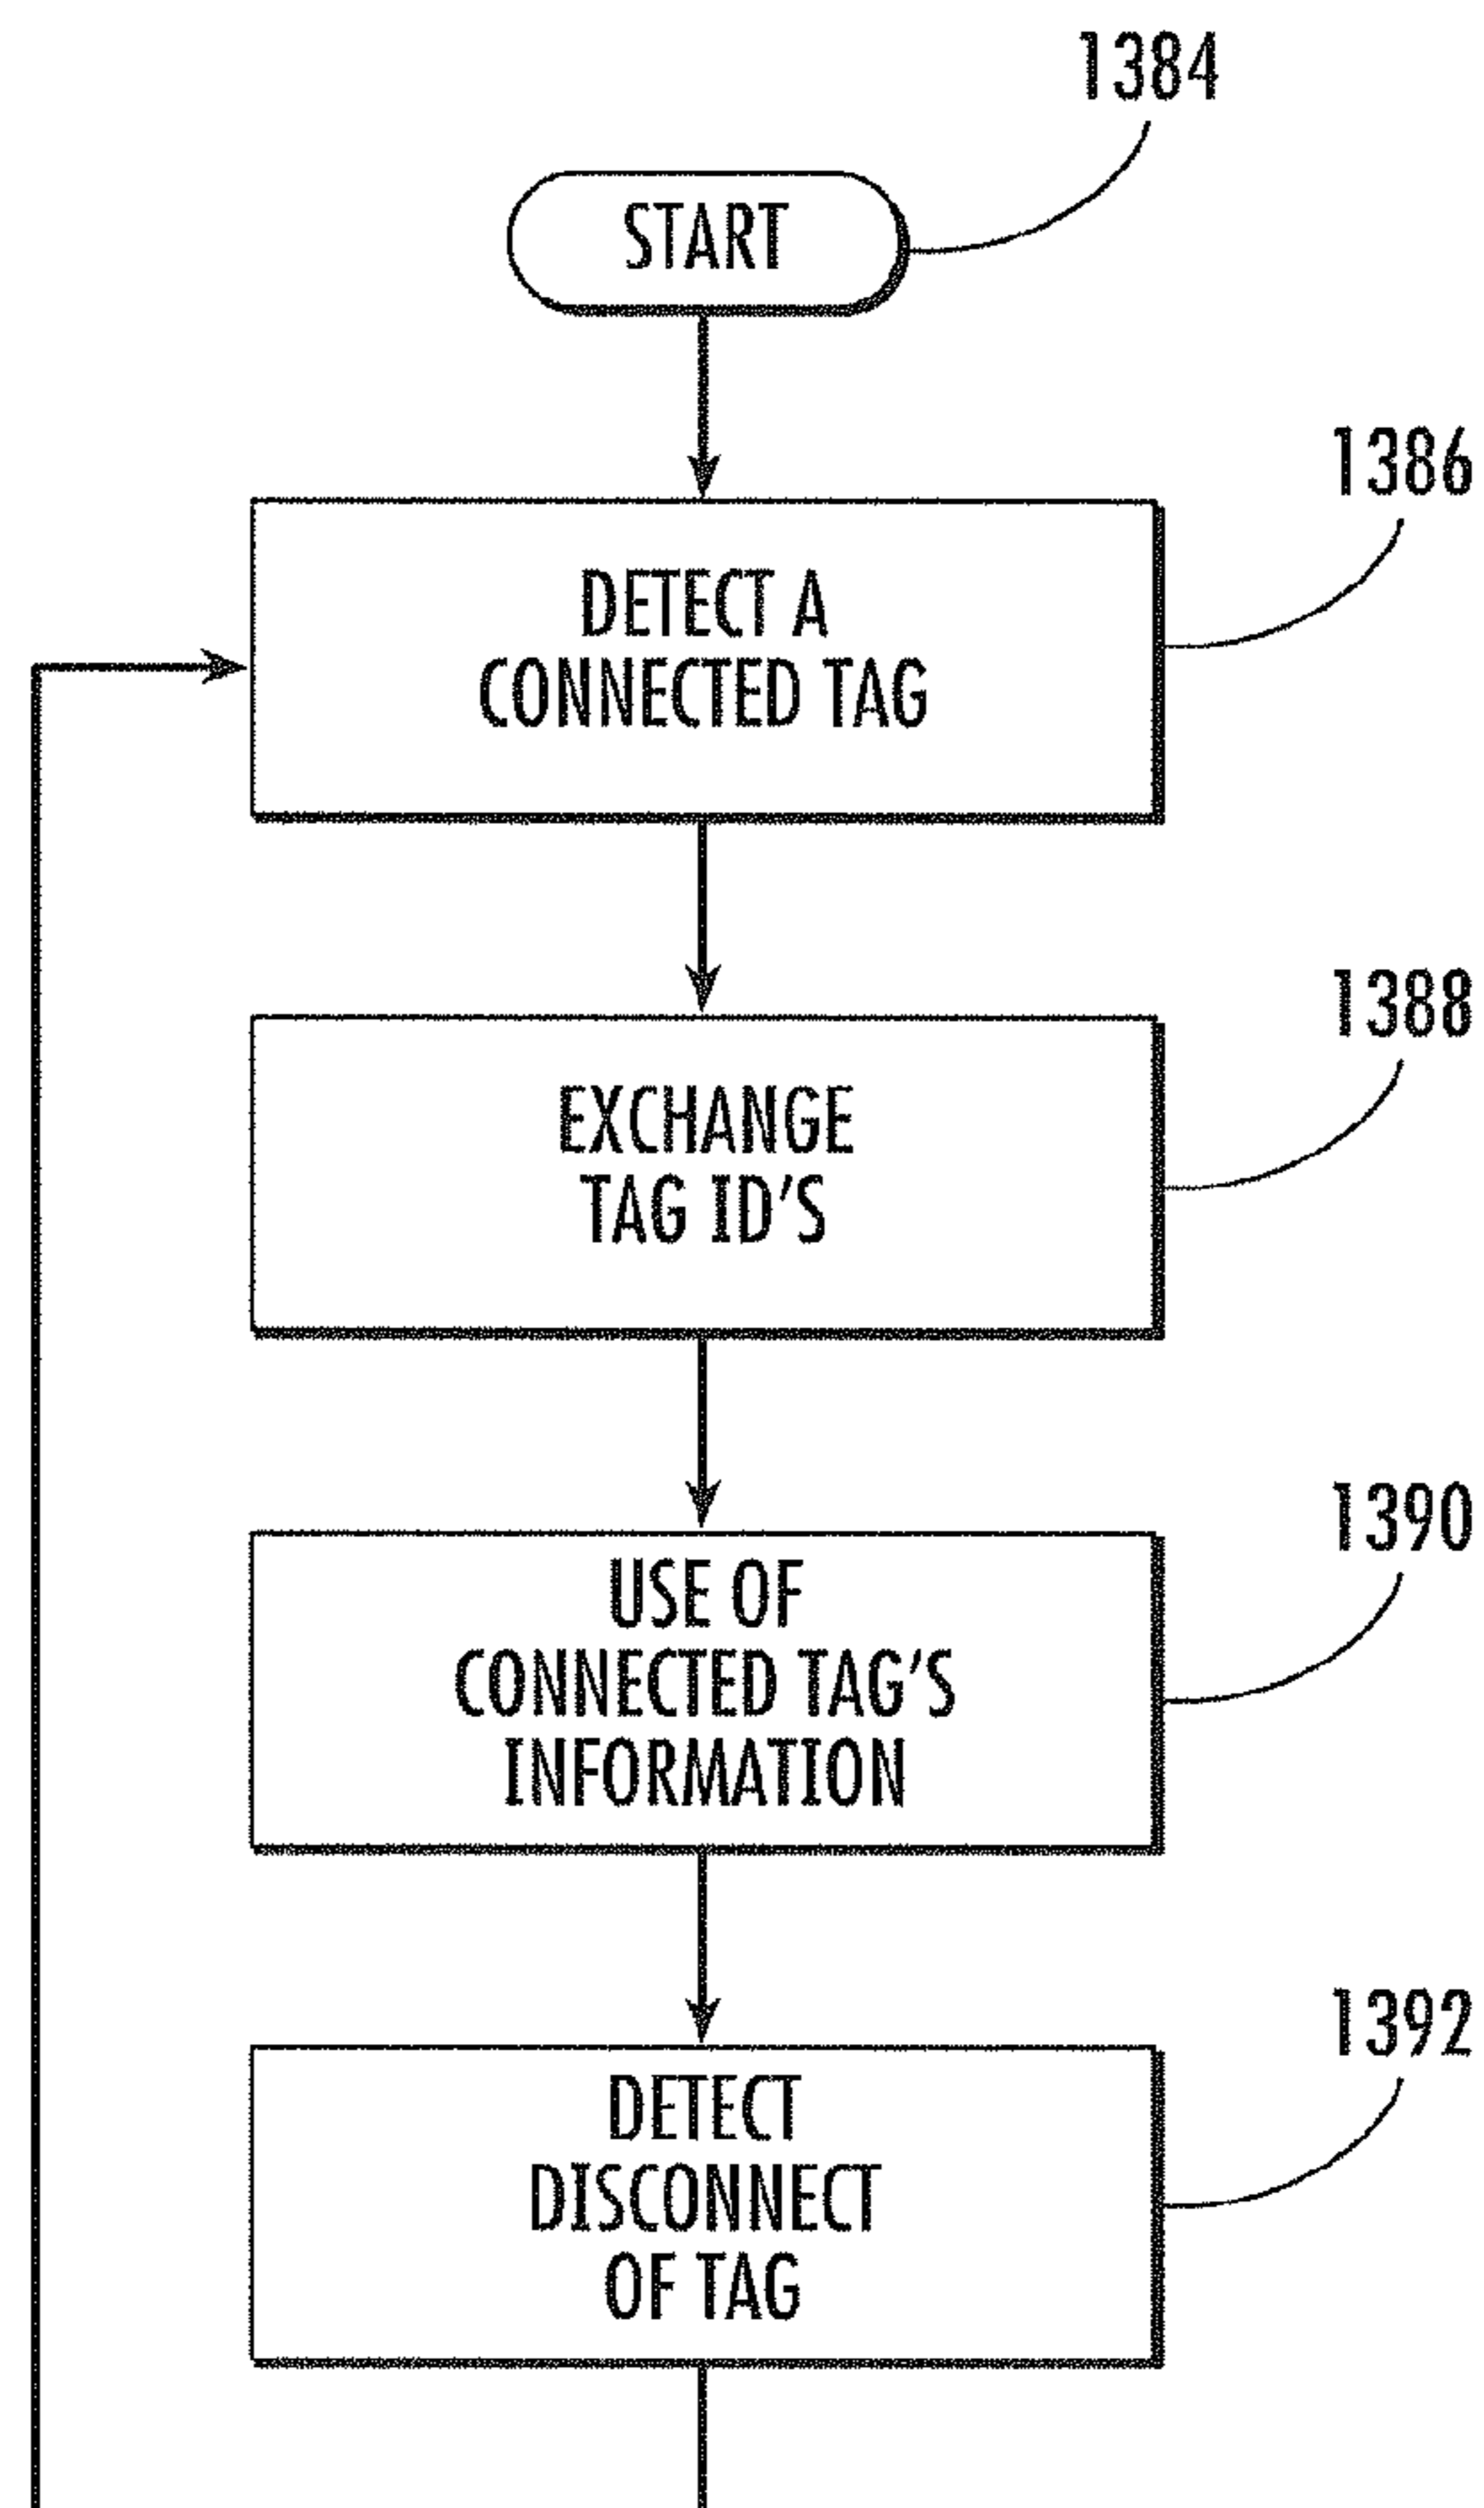 1384
START
1386
DETECT A
CONNECTED TAG
1388
EXCHANGE
TAG ID'S
1390
USE OF
CONNECTED TAG'S
INFORMATION
1392
DETECT
DISCONNECT
OF TAG